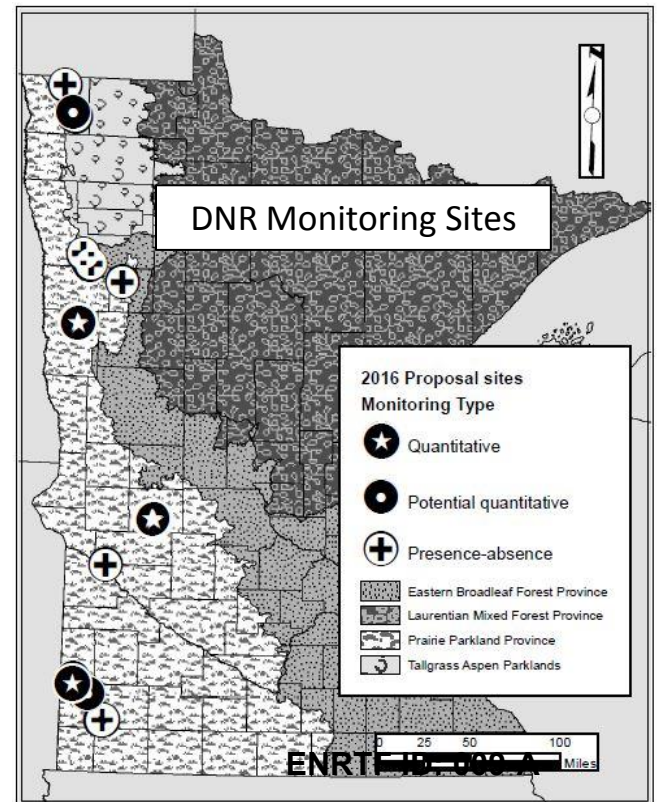 DNR Monitoring Sites
2016 Proposal sites
Monitoring Type
Quantitative
Potential quantitative
Presence-absence
Eastern Broadleaf Forest Province
Laurentian Mixed Forest Province
Prairie Parkland Province
Tallgrass Aspen Parklands
0 25 50 100
Miles